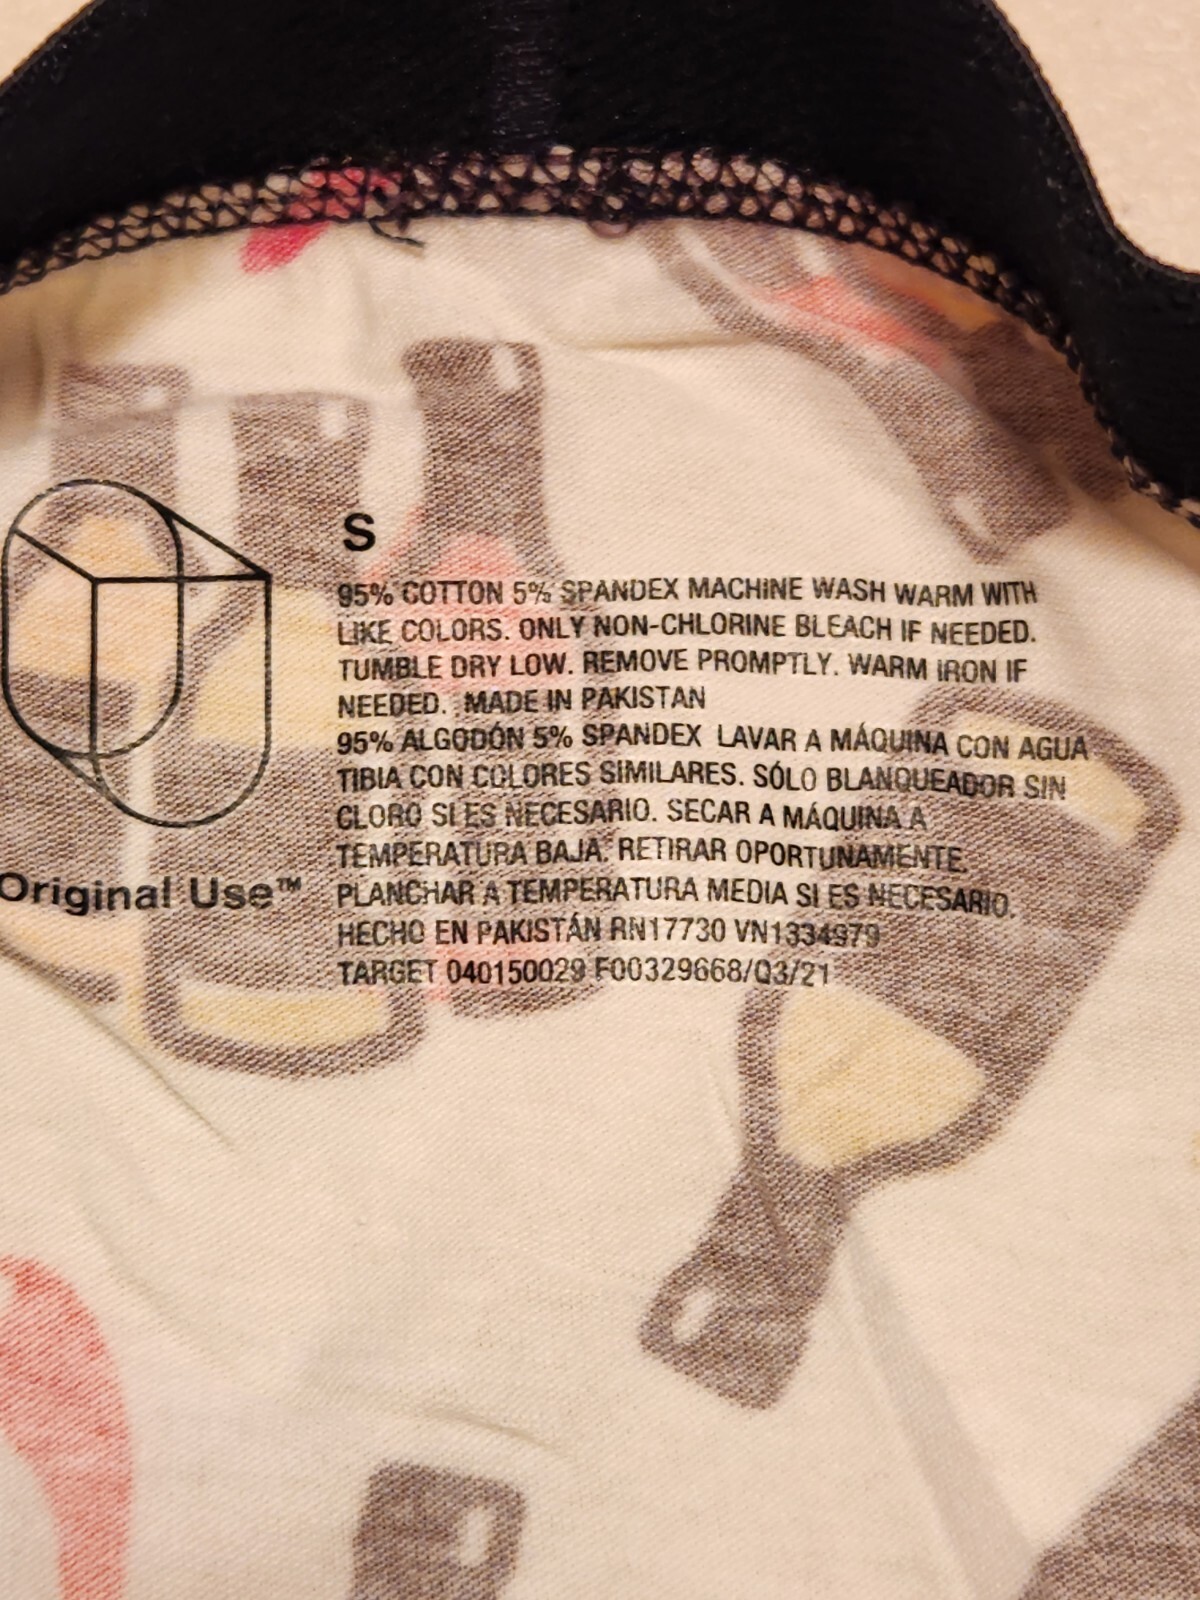 S
95% COTTON 5% SPANDEX MACHINE WASH WARM WITH
LIKE COLORS. ONLY NON-CHLORINE BLEACH IF NEEDED.
TUMBLE DRY LOW. REMOVE PROMPTLY. WARM IRON IF
NEEDED. MADE IN PAKISTAN
95% ALGODÓN 5% SPANDEX LAVAR A MÁQUINA CON AGUA
TIBIA CON COLORES SIMILARES. SÓLO BLANQUEADOR SIN
CLORO SI ES NECESARIO. SECAR A MÁQUINA A
TEMPERATURA BAJA. RETIRAR OPORTUNAMENTE.
PLANCHAR A TEMPERATURA MEDIA SI ES NECESARIO.
HECHO EN PAKISTÁN RN17730 VN1334979
TARGET 040150029 F00329668/Q3/21
Original Use™